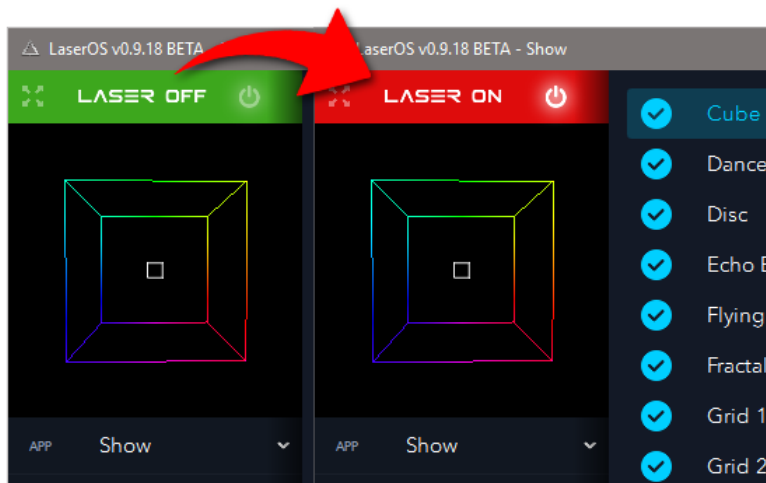 LaserOS v0.9.18 BETA
LaserOS v0.9.18 BETA - Show
LASER OFF
LASER ON
Cube
Dance
Disc
Echo
Flying
Fractal
Grid 1
Grid 2
APP Show
APP Show